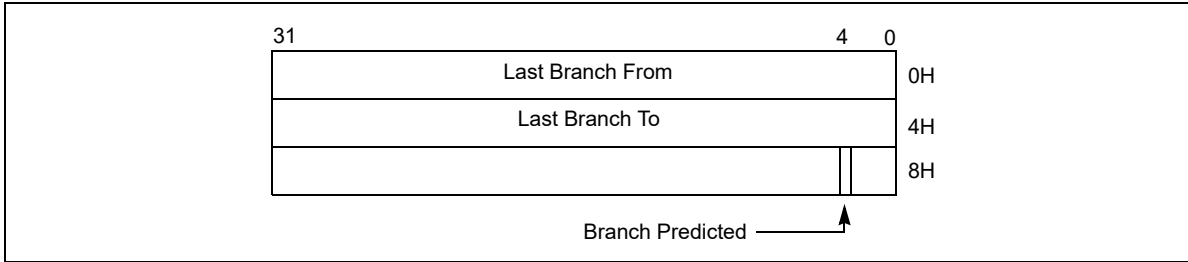 31 4 0
Last Branch From 0H
Last Branch To 4H
8H
Branch Predicted